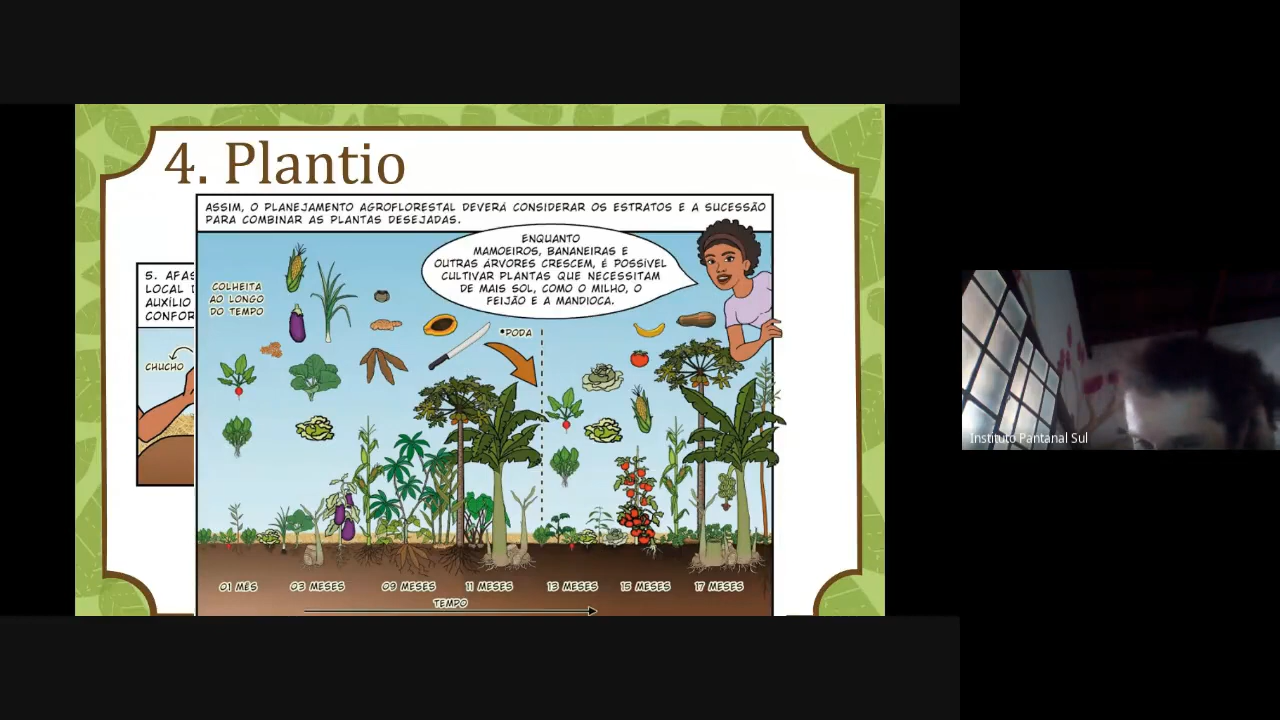 4. Plantio
ASSIM, O PLANEJAMENTO AGROFLORESTAL DEVERÁ CONSIDERAR OS ESTRATOS E A SUCESSÃO
PARA COMBINAR AS PLANTAS DESEJADAS.
ENQUANTO
MAMOEIROS, BANANEIRAS E
OUTRAS ÁRVORES CRESCEM, É POSSÍVEL
CULTIVAR PLANTAS QUE NECESSITAM
DE MAIS SOL, COMO O MILHO, O
FEIJÃO E A MANDIOCA.
5. AFAS
LOCAL
AUXÍLIO
CONFOR
CHUCHO
COLHEITA
AO LONGO
DO TEMPO
*PODA
01 MÊS 03 MESES 09 MESES 11 MESES 13 MESES 15 MESES 17 MESES
TEMPO
Instituto Pantanal Sul